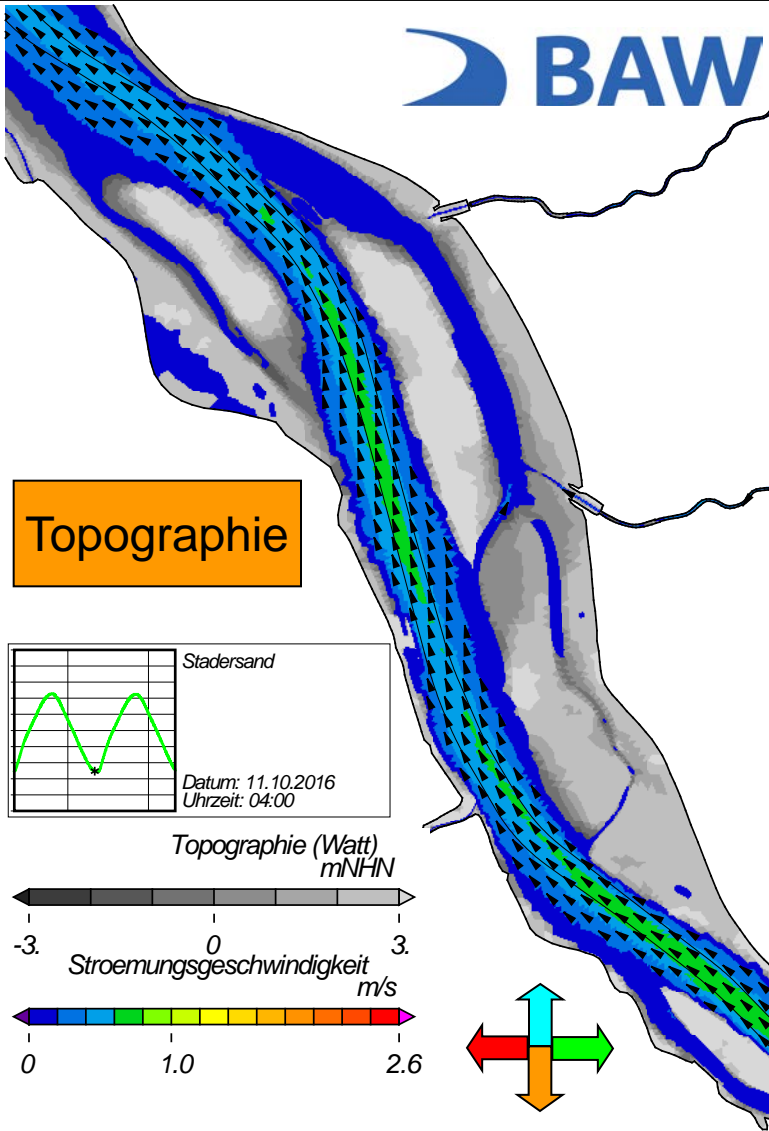 BAW
Topographie
Stadersand
Datum: 11.10.2016
Uhrzeit: 04:00
Topographie (Watt)
mNHN
-3. 0 3.
Stroemungsgeschwindigkeit
m/s
0 1.0 2.6